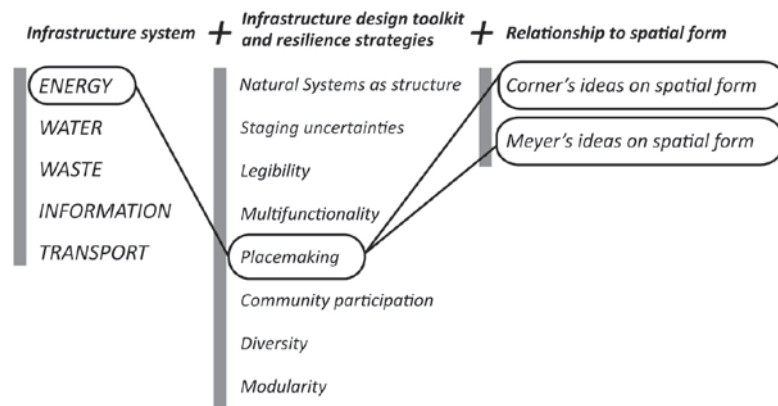 Infrastructure system + Infrastructure design toolkit and resilience strategies + Relationship to spatial form
ENERGY
WATER
WASTE
INFORMATION
TRANSPORT
Natural Systems as structure
Staging uncertainties
Legibility
Multifunctionality
Placemaking
Community participation
Diversity
Modularity
Corner's ideas on spatial form
Meyer's ideas on spatial form